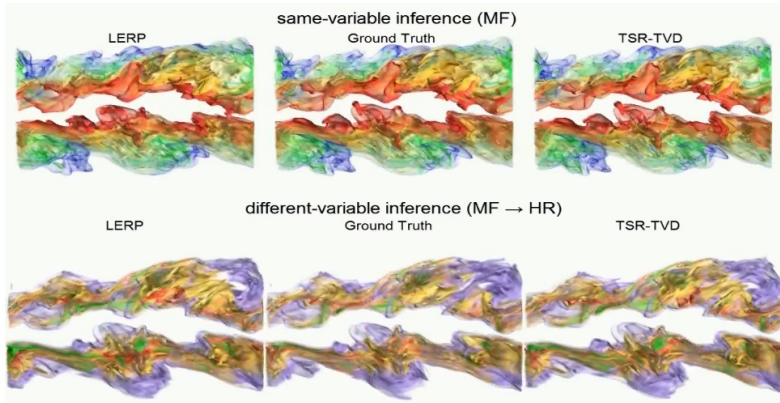 same-variable inference (MF)
LERP Ground Truth TSR-TVD
different-variable inference (MF → HR)
LERP Ground Truth TSR-TVD